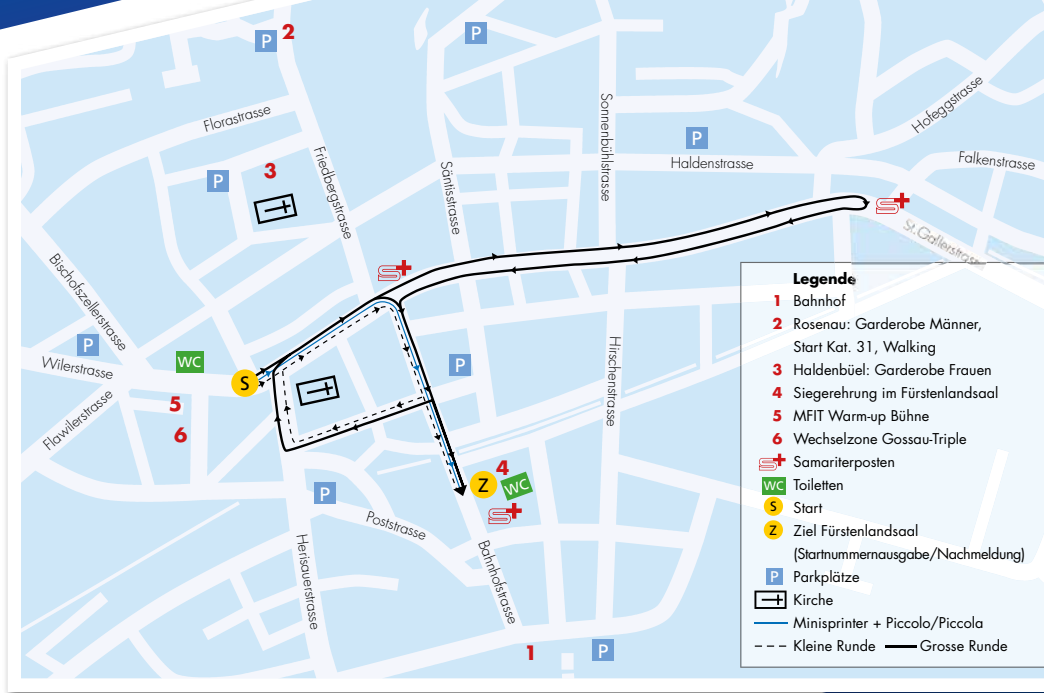 P 2
P
Florastrasse
Friedbergstrasse
Säntisstrasse
Sonnenbühlstrasse
P
Haldenstrasse
Hofeggstrasse
Falkenstrasse
3
P
Bischofszellerstrasse
St.Gallerstrasse
P
WC
Wilerstrasse
S
5
6
Flawilerstrasse
P
Hirschenstrasse
4
Z
WC
P
Poststrasse
Herisauerstrasse
Bahnhofstrasse
1
P
Legende
1 Bahnhof
2 Rosenau: Garderobe Männer,
Start Kat. 31, Walking
3 Haldenbüel: Garderobe Frauen
4 Siegerehrung im Fürstenlandsaal
5 MFIT Warm-up Bühne
6 Wechselzone Gossau-Triple
Samariterposten
WC Toiletten
S Start
Z Ziel Fürstenlandsaal
(Startnummernausgabe/Nachmeldung)
P Parkplätze
Kirche
Minisprinter + Piccolo/Piccola
Kleine Runde Grosse Runde